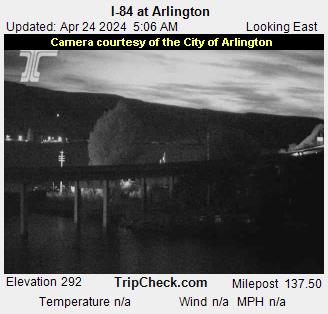 I-84 at Arlington
Updated: Apr 24 2024 5:06 AM Looking East
Camera courtesy of the City of Arlington
Elevation 292 TripCheck.com Milepost 137.50
Temperature n/a Wind n/a MPH n/a